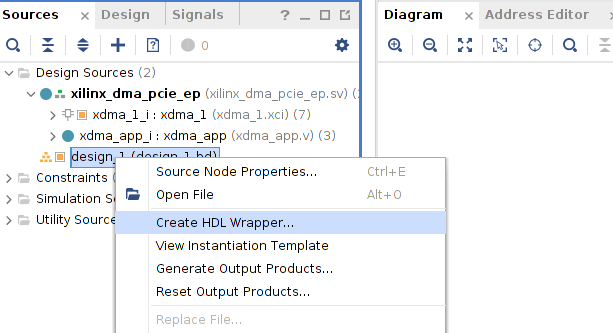 Sources Design Signals ? Diagram Address Editor
0
Design Sources (2)
xilinx_dma_pcie_ep (xilinx_dma_pcie_ep.sv) (
xdma_1_i : xdma_1 (xdma_1.xci) (7)
xdma_app_i : xdma_app (xdma_app.v) (3)
design_1 (design_1.bd)
Constraints
Simulation S
Utility Source
Source Node Properties... Ctrl+E
Open File Alt+O
Create HDL Wrapper...
View Instantiation Template
Generate Output Products...
Reset Output Products...
Replace File...